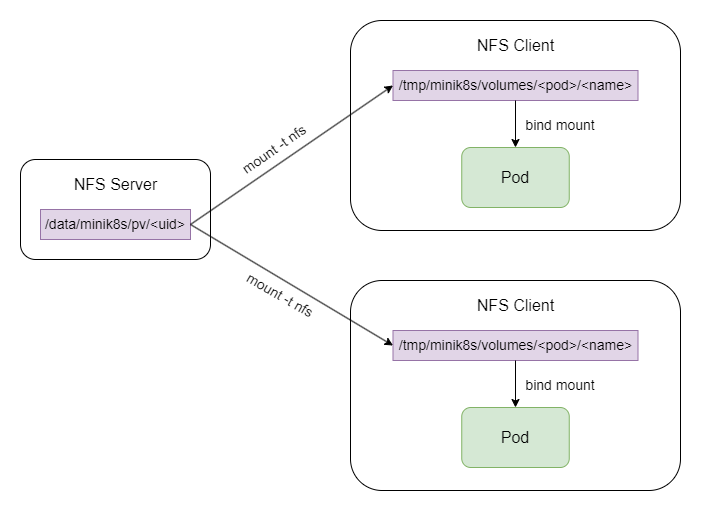 NFS Client
/tmp/minik8s/volumes/<pod>/<name>
bind mount
Pod
mount -t nfs
NFS Server
/data/minik8s/pv/<uid>
mount -t nfs
NFS Client
/tmp/minik8s/volumes/<pod>/<name>
bind mount
Pod